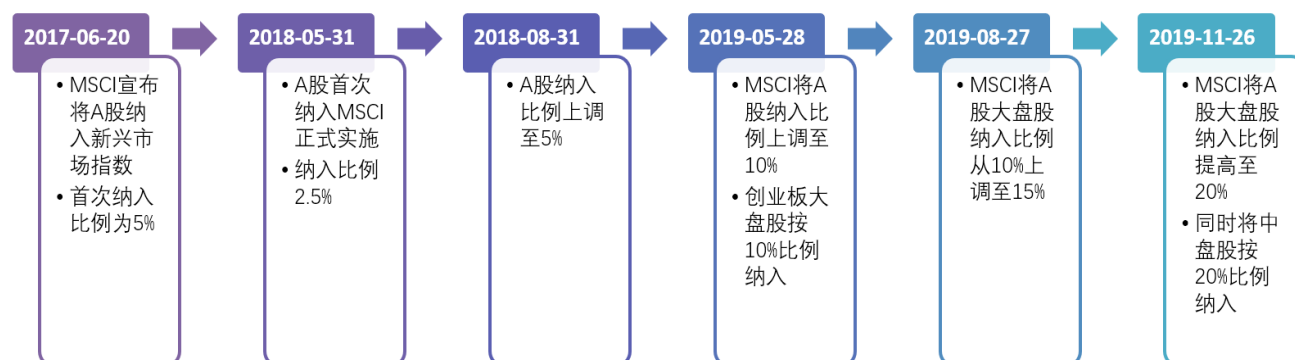 2017-06-20
• MSCI宣布
将A股纳
入新兴市
场指数
• 首次纳入
比例为5%
2018-05-31
• A股首次
纳入MSCI
正式实施
• 纳入比例
2.5%
2018-08-31
• A股纳入
比例上调
至5%
2019-05-28
• MSCI将A
股纳入比
例上调至
10%
• 创业板大
盘股按
10%比例
纳入
2019-08-27
• MSCI将A
股大盘股
纳入比例
从10%上
调至15%
2019-11-26
• MSCI将A
股大盘股
纳入比例
提高至
20%
• 同时将中
盘股按
20%比例
纳入